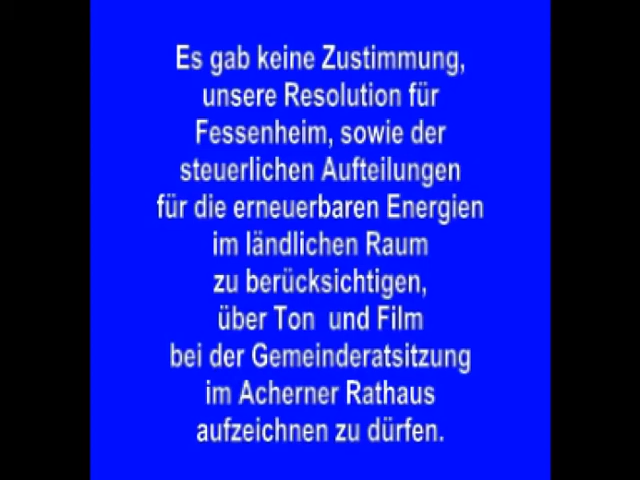 Es gab keine Zustimmung,
unsere Resolution für
Fessenheim, sowie der
steuerlichen Aufteilungen
für die erneuerbaren Energien
im ländlichen Raum
zu berücksichtigen,
über Ton und Film
bei der Gemeinderatsitzung
im Acherner Rathaus
aufzeichnen zu dürfen.